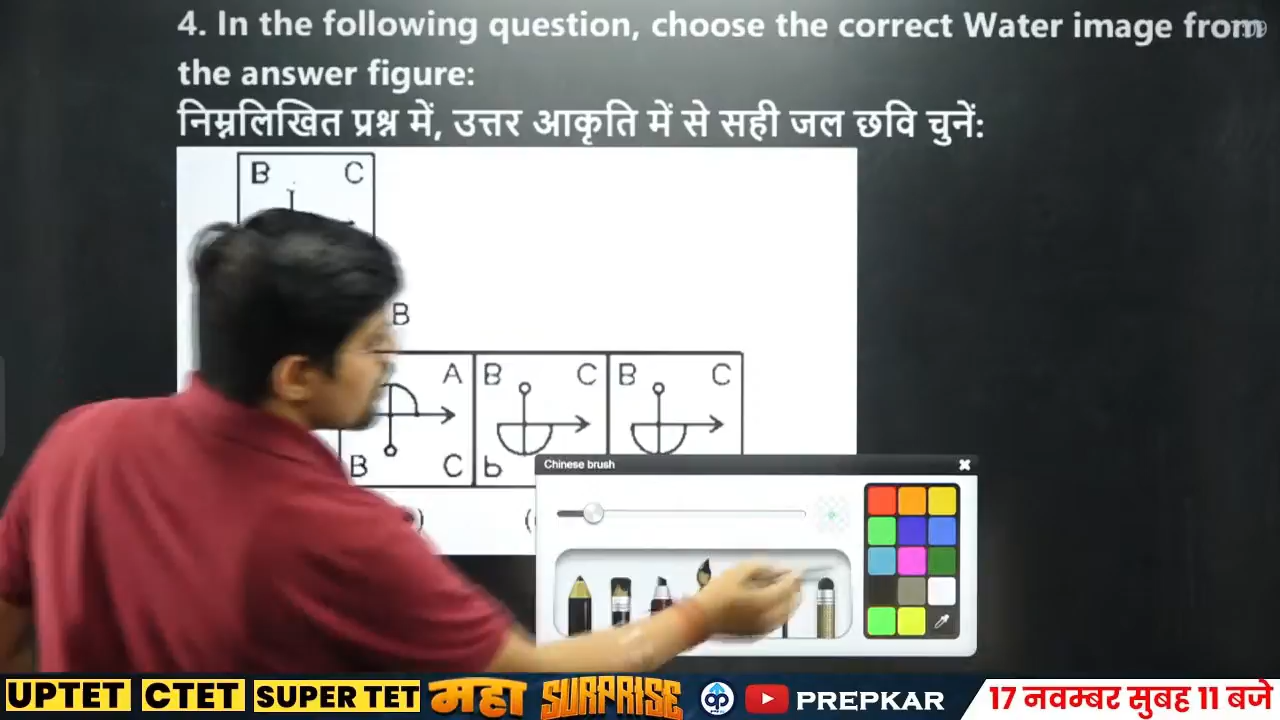 4. In the following question, choose the correct Water image from
the answer figure:
निम्नलिखित प्रश्न में, उत्तर आकृति में से सही जल छवि चुनें:
B C
B
A B C B C
B C b
Chinese brush
UPTET CTET SUPER TET महा SURPRISE PREPKAR 17 नवम्बर सुबह 11 बजे